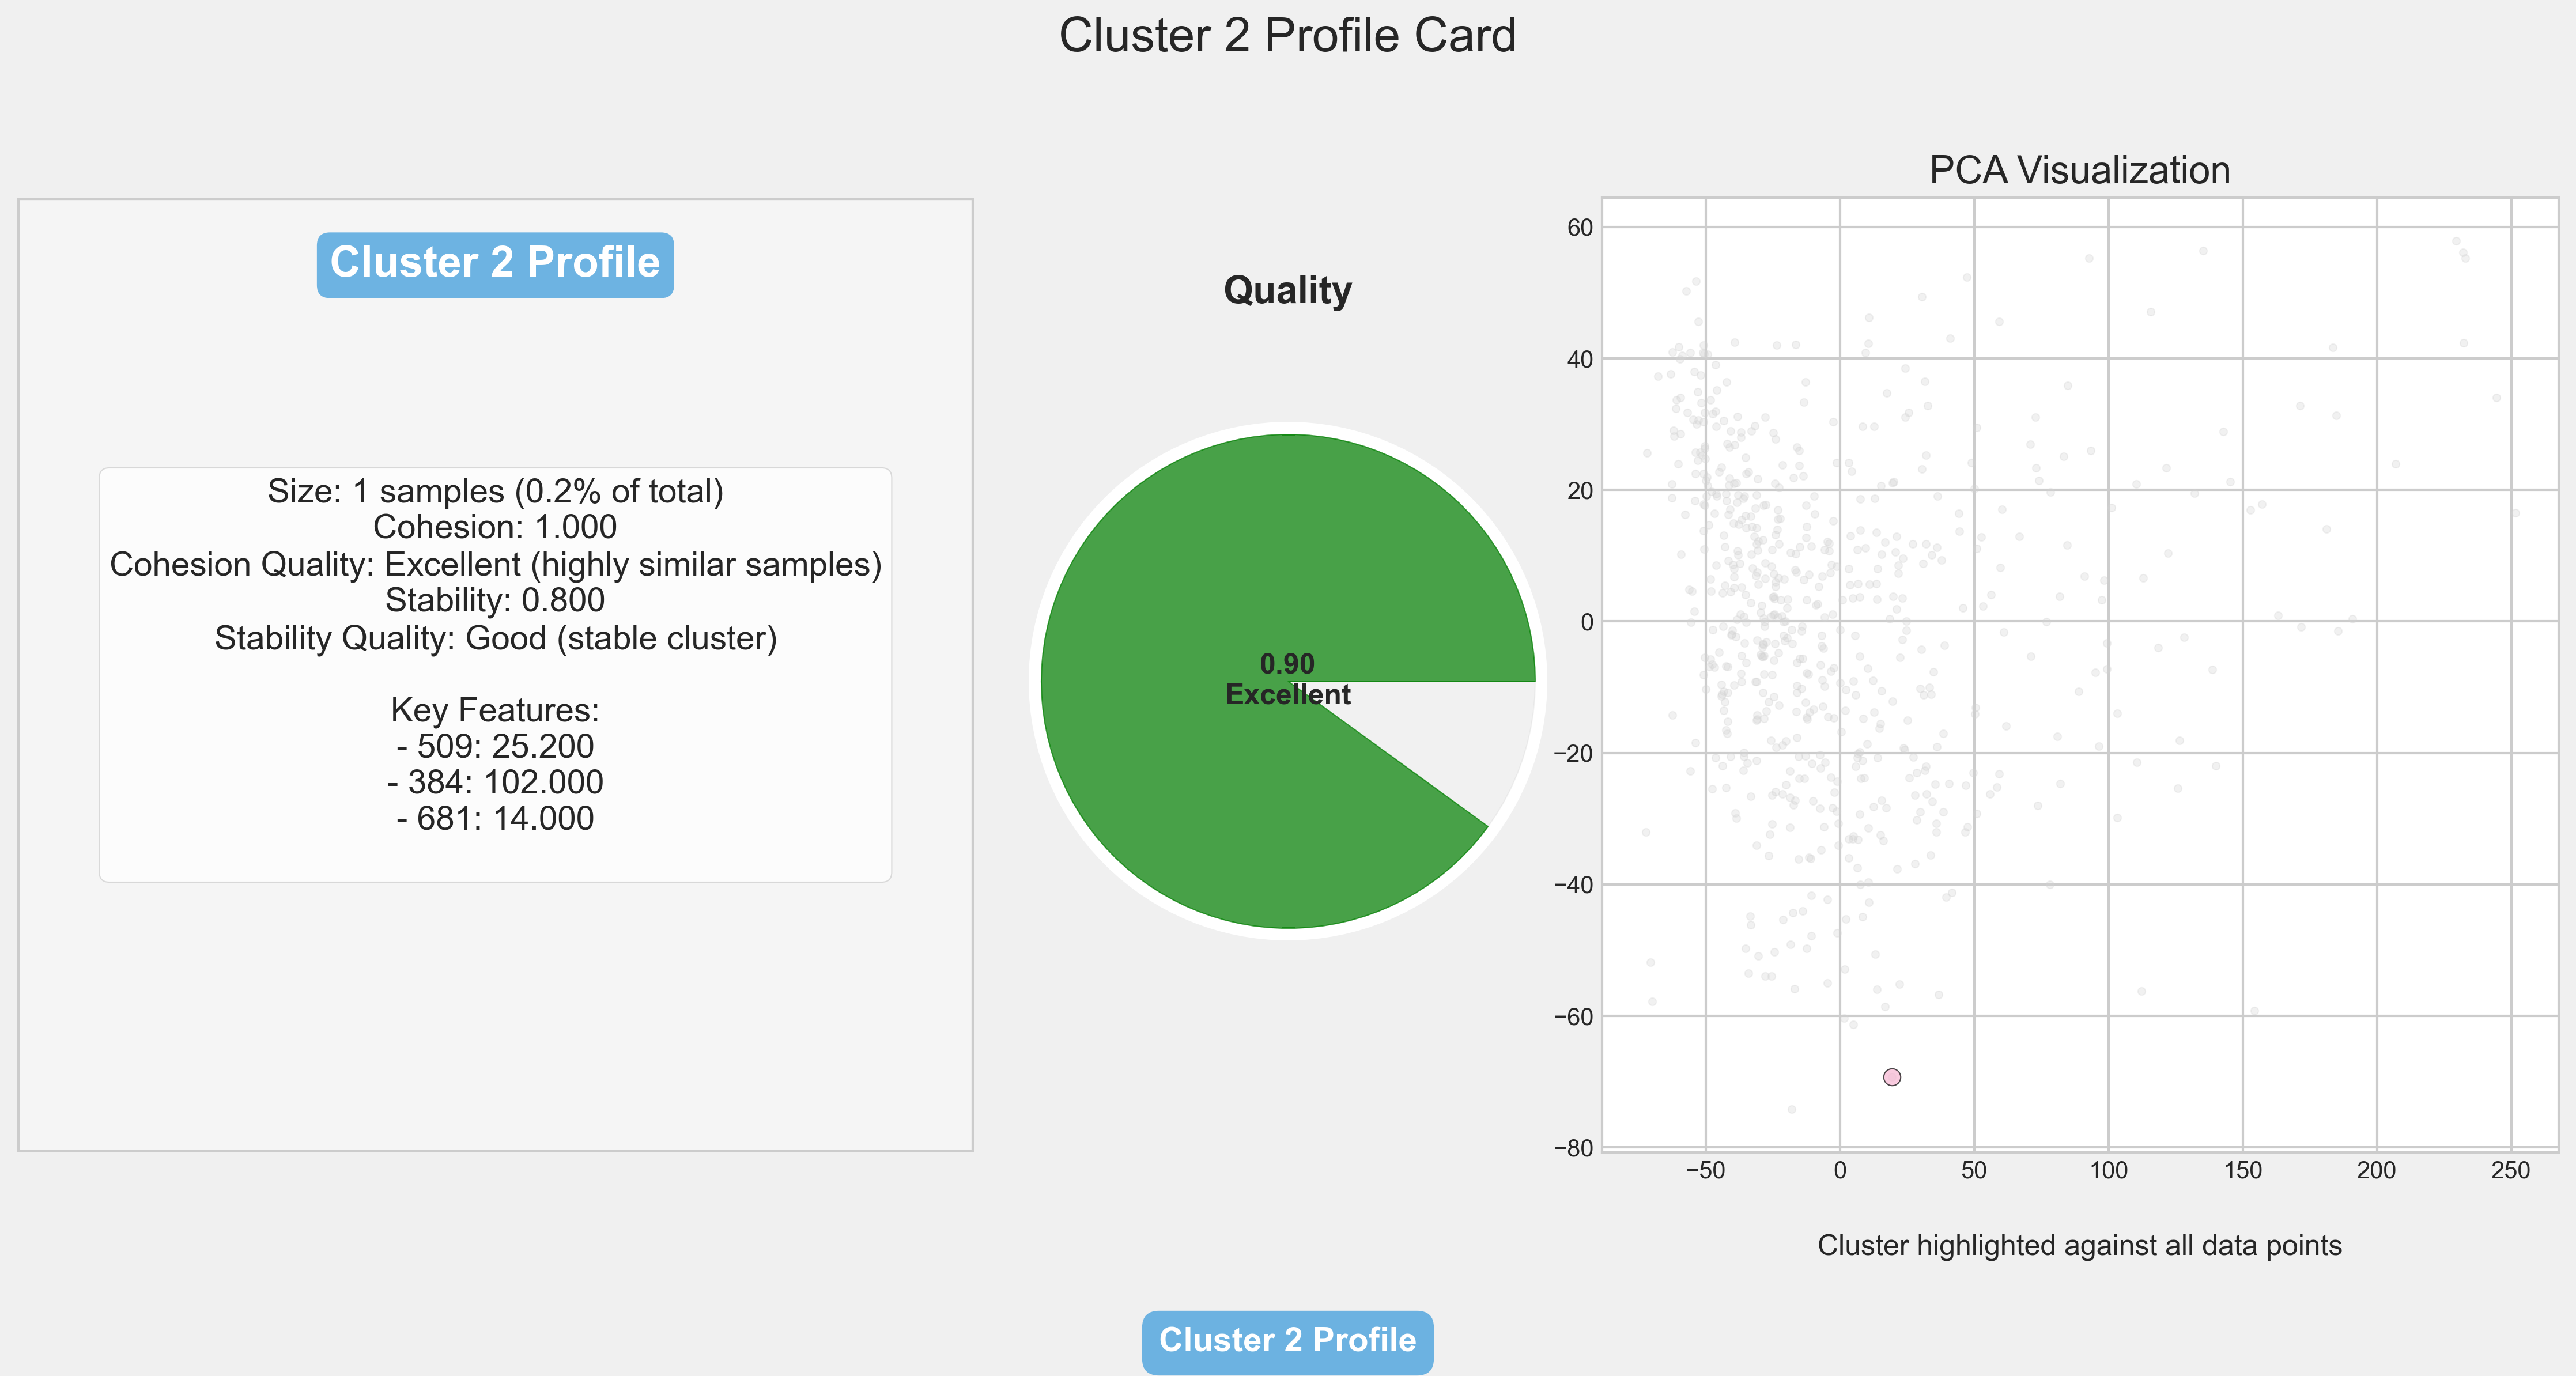 Cluster 2 Profile Card
Cluster 2 Profile
Size: 1 samples (0.2% of total)
Cohesion: 1.000
Cohesion Quality: Excellent (highly similar samples)
Stability: 0.800
Stability Quality: Good (stable cluster)
Key Features:
- 509: 25.200
- 384: 102.000
- 681: 14.000
Quality
0.90
Excellent
PCA Visualization
60
40
20
0
−20
−40
−60
−80
−50 0 50 100 150 200 250
Cluster highlighted against all data points
Cluster 2 Profile